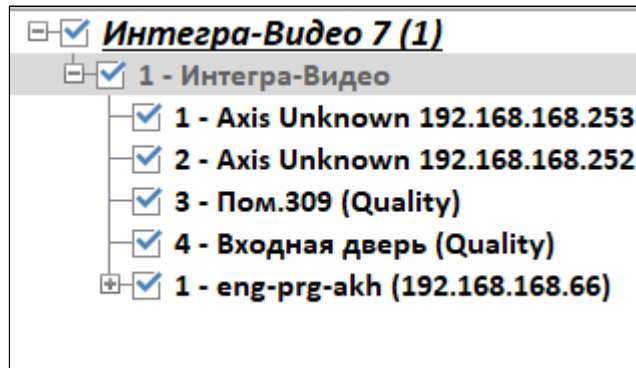 Интегра-Видео 7 (1)
1 - Интегра-Видео
1 - Axis Unknown 192.168.168.253
2 - Axis Unknown 192.168.168.252
3 - Пом.309 (Quality)
4 - Входная дверь (Quality)
1 - eng-prg-akh (192.168.168.66)